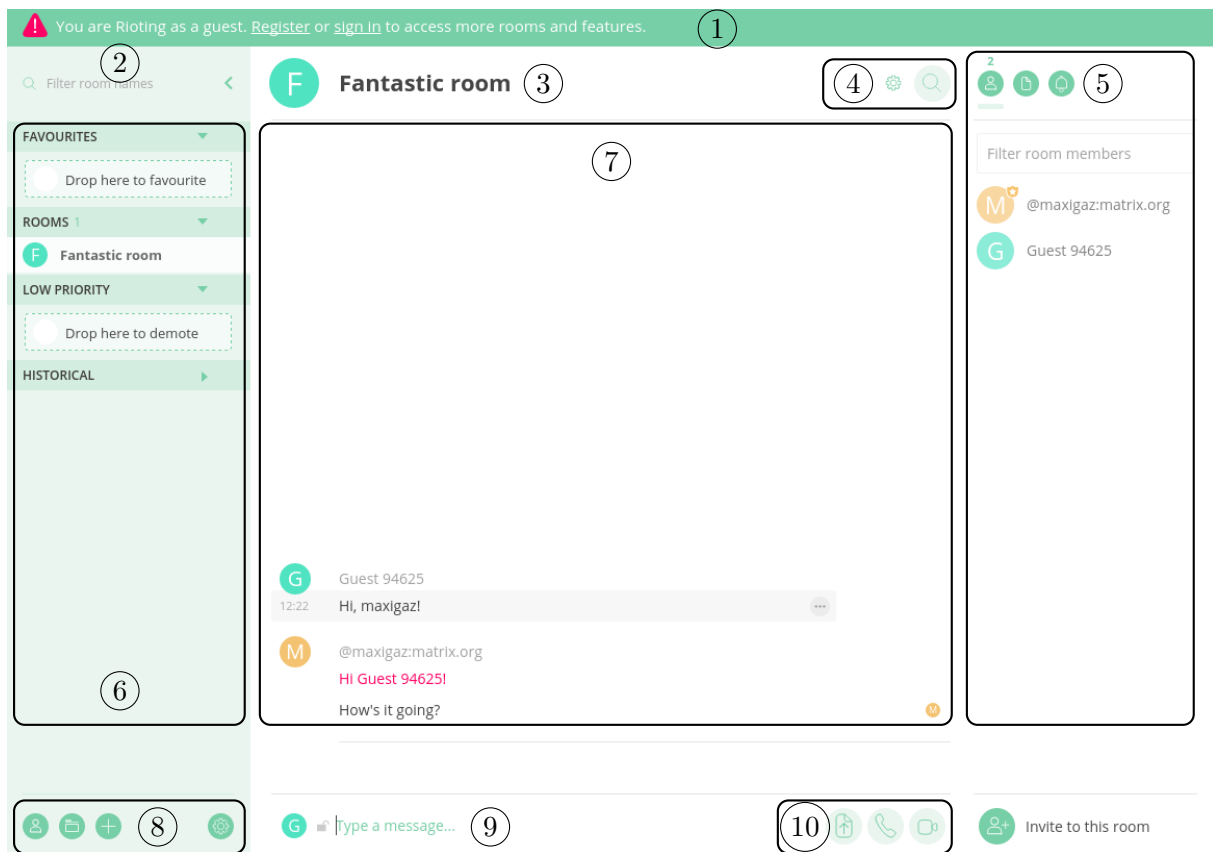 You are Rioting as a guest. Register or sign in to access more rooms and features.
1
2
Filter room names
F
Fantastic room
3
4
2
5
FAVOURITES
Drop here to favourite
ROOMS 1
F
Fantastic room
LOW PRIORITY
Drop here to demote
HISTORICAL
6
7
G
Guest 94625
12:22
Hi, maxigaz!
...
M
@maxigaz:matrix.org
Hi Guest 94625!
How's it going?
M
Filter room members
M
@maxigaz:matrix.org
G
Guest 94625
8
G
Type a message...
9
10
Invite to this room